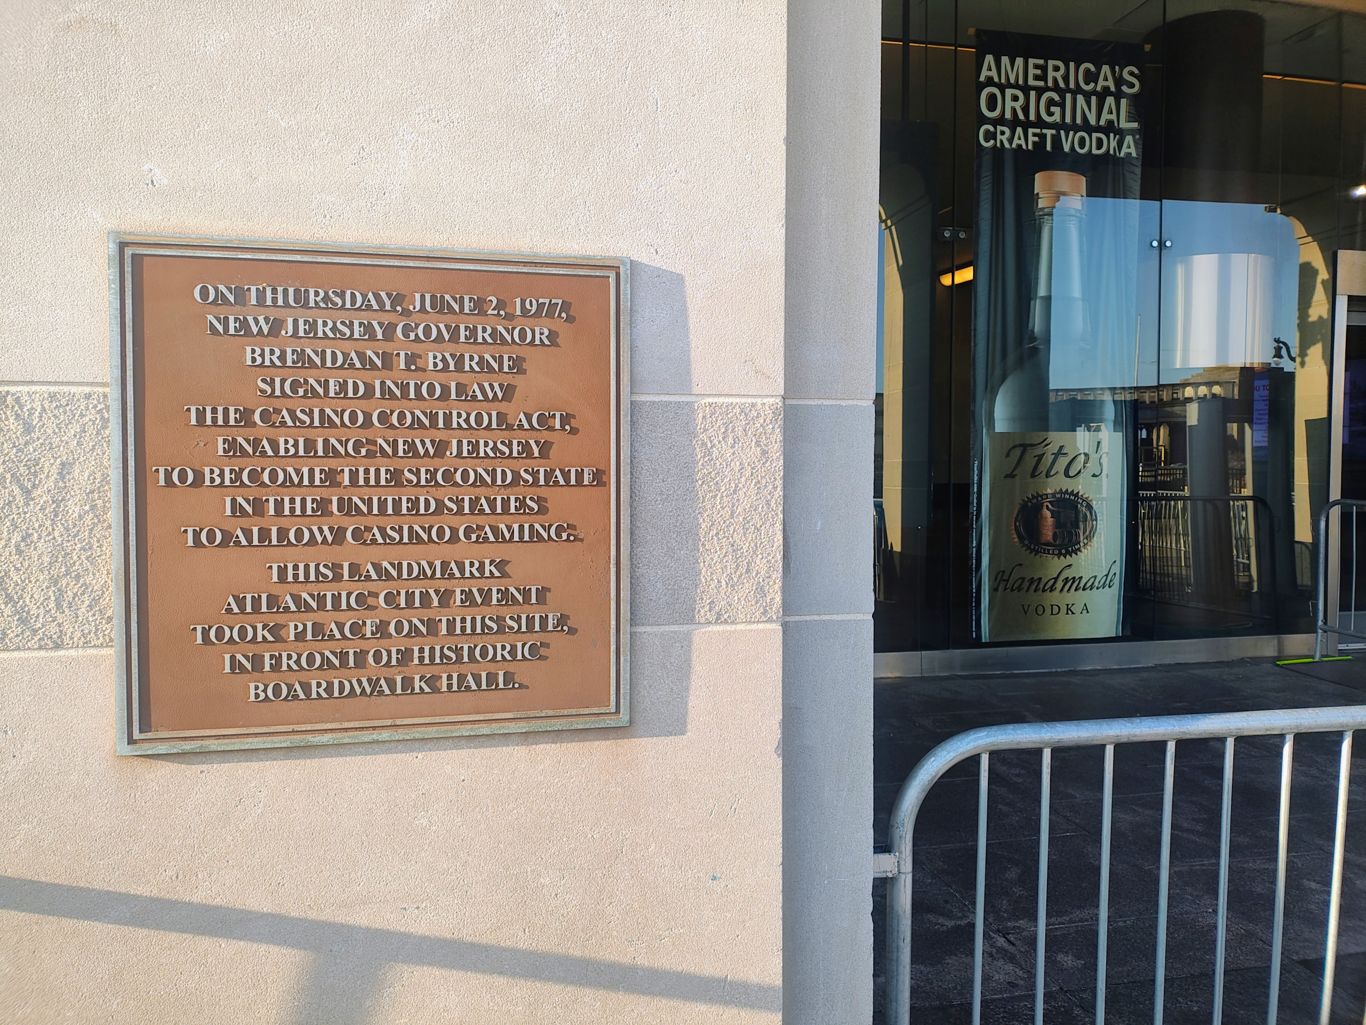 ON THURSDAY, JUNE 2, 1977,
NEW JERSEY GOVERNOR
BRENDAN T. BYRNE
SIGNED INTO LAW
THE CASINO CONTROL ACT,
ENABLING NEW JERSEY
TO BECOME THE SECOND STATE
IN THE UNITED STATES
TO ALLOW CASINO GAMING.
THIS LANDMARK
ATLANTIC CITY EVENT
TOOK PLACE ON THIS SITE,
IN FRONT OF HISTORIC
BOARDWALK HALL.
AMERICA'S
ORIGINAL
CRAFT VODKA
Tito's
AWARD WINNING
Handmade
VODKA